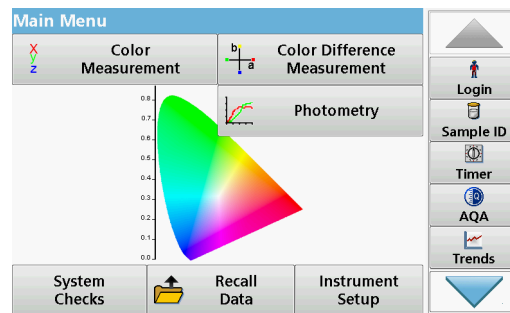 Main Menu
X
y
z
Color
Measurement
b
a
Color Difference
Measurement
Photometry
0.8
0.7
0.6
0.5
0.4
0.3
0.2
0.1
0.0
System
Checks
Recall
Data
Instrument
Setup
Login
Sample ID
Timer
AQA
Trends